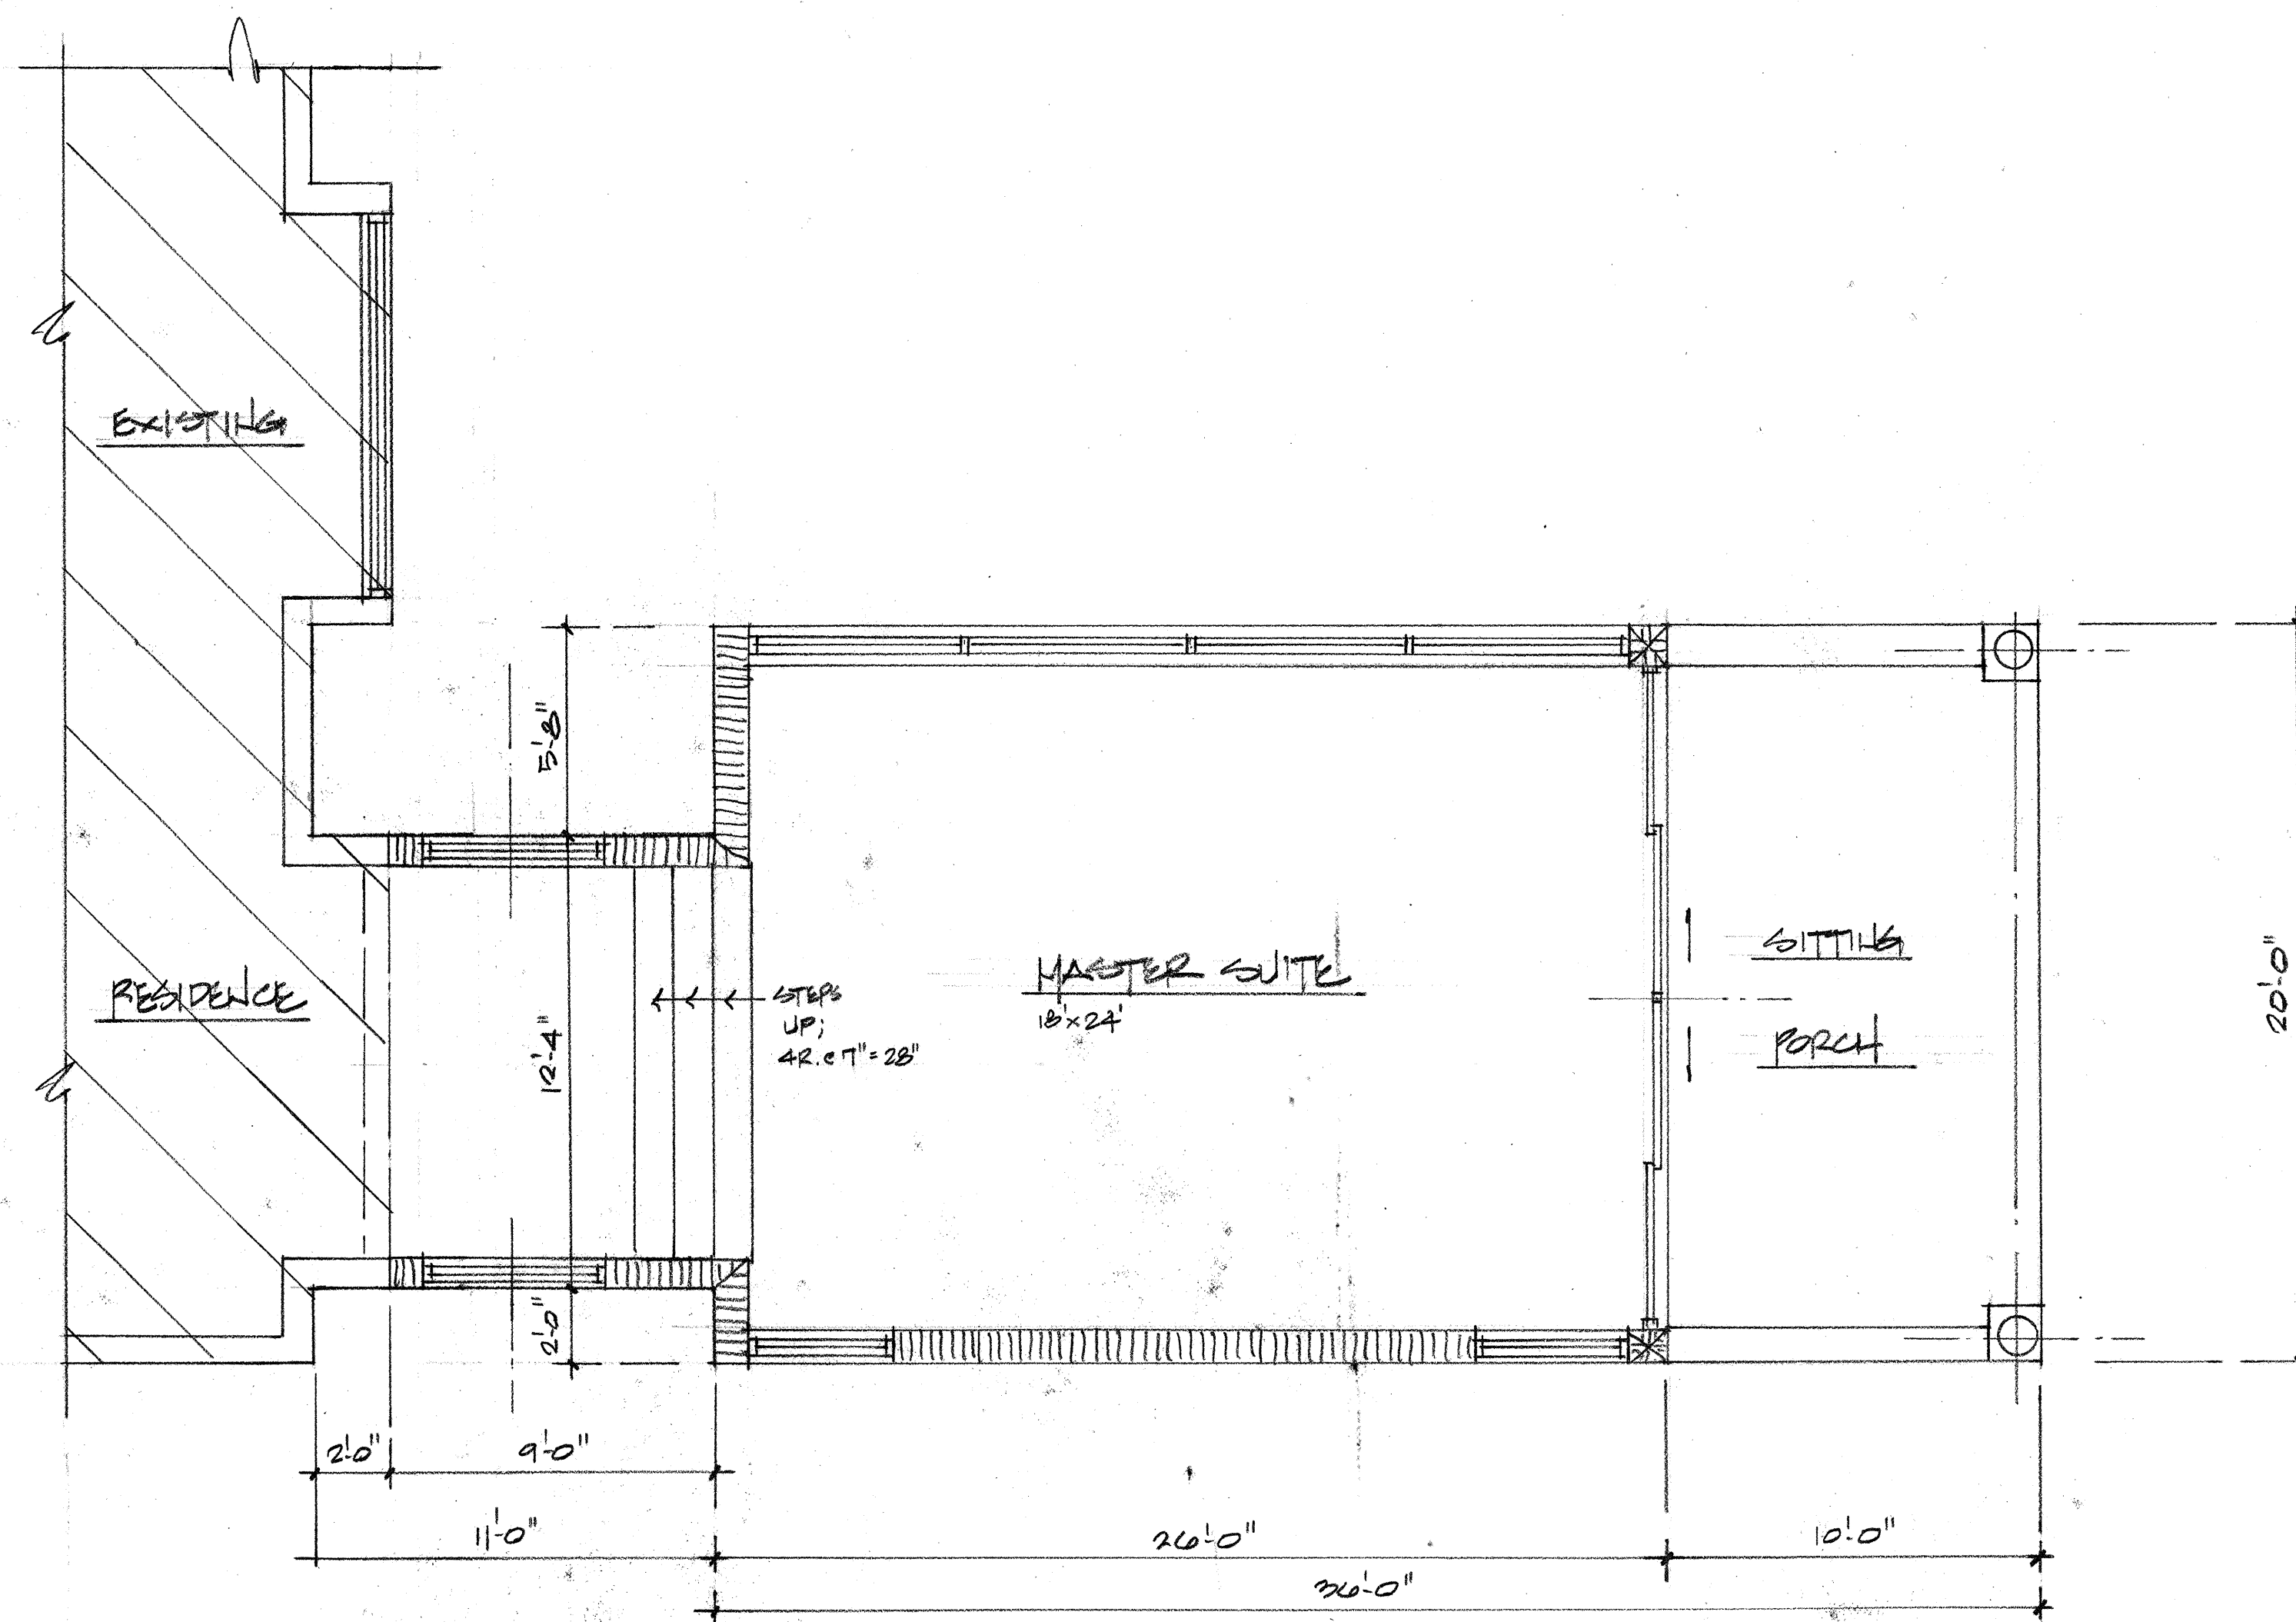 EXISTING
RESIDENCE
5'-8"
12'-4"
2'-0"
STEPS
UP;
4R.@7"=28"
MASTER SUITE
18'x24'
SITTING
PORCH
20'-0"
2'-0"
9'-0"
11'-0"
26'-0"
10'-0"
36'-0"